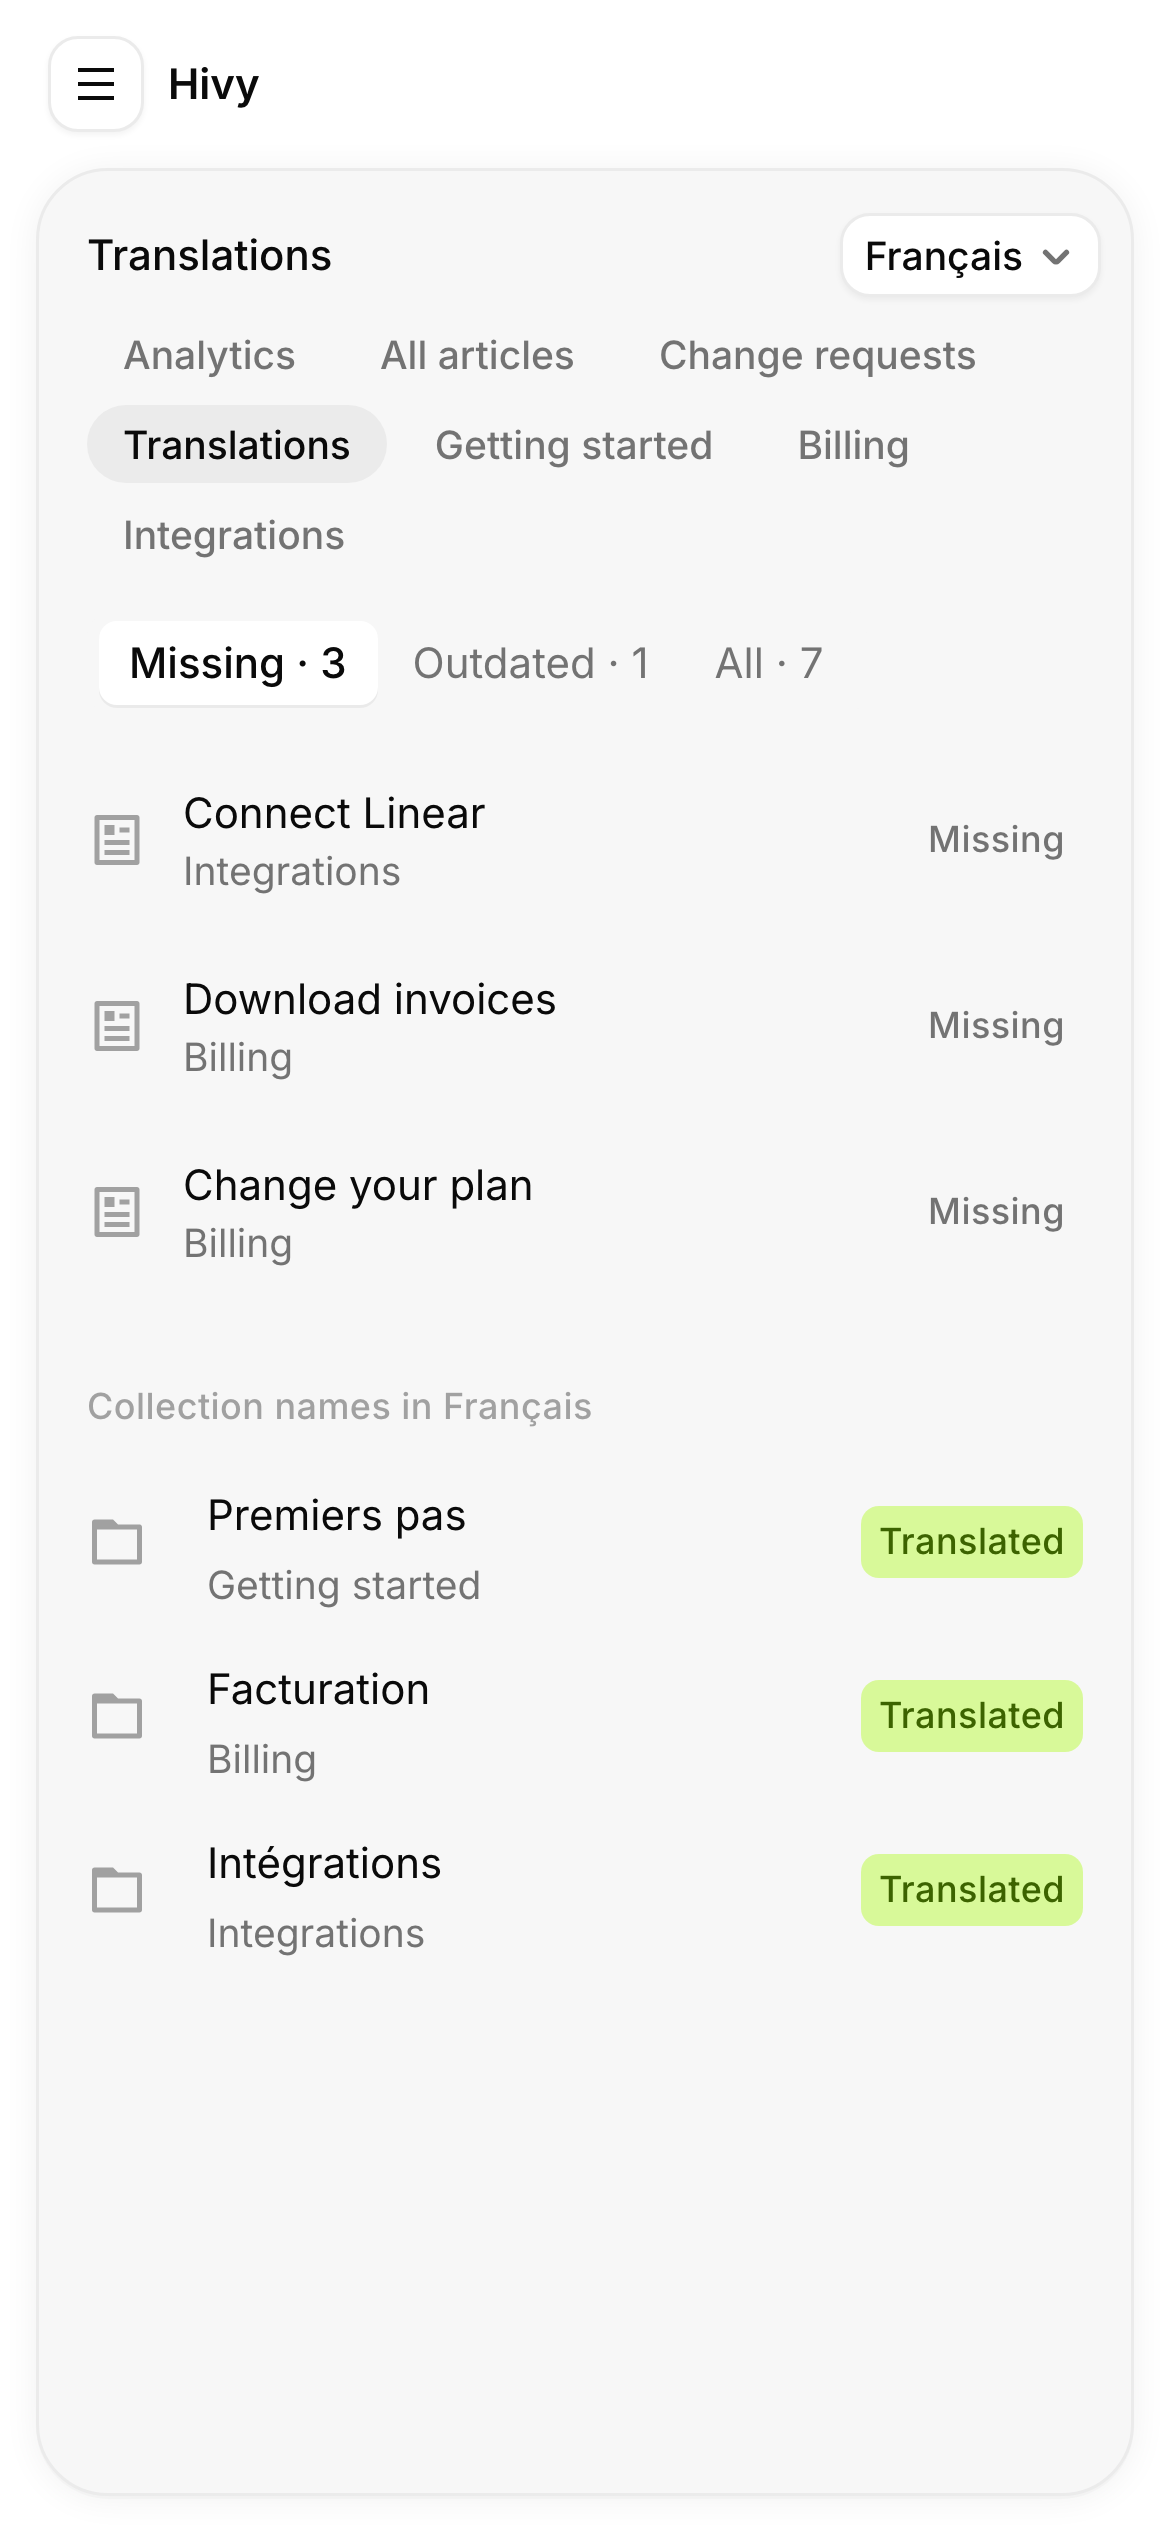 Hivy
Translations
Français
Analytics All articles Change requests
Translations Getting started Billing
Integrations
Missing · 3 Outdated · 1 All · 7
Connect Linear
Integrations
Missing
Download invoices
Billing
Missing
Change your plan
Billing
Missing
Collection names in Français
Premiers pas
Getting started
Translated
Facturation
Billing
Translated
Intégrations
Integrations
Translated